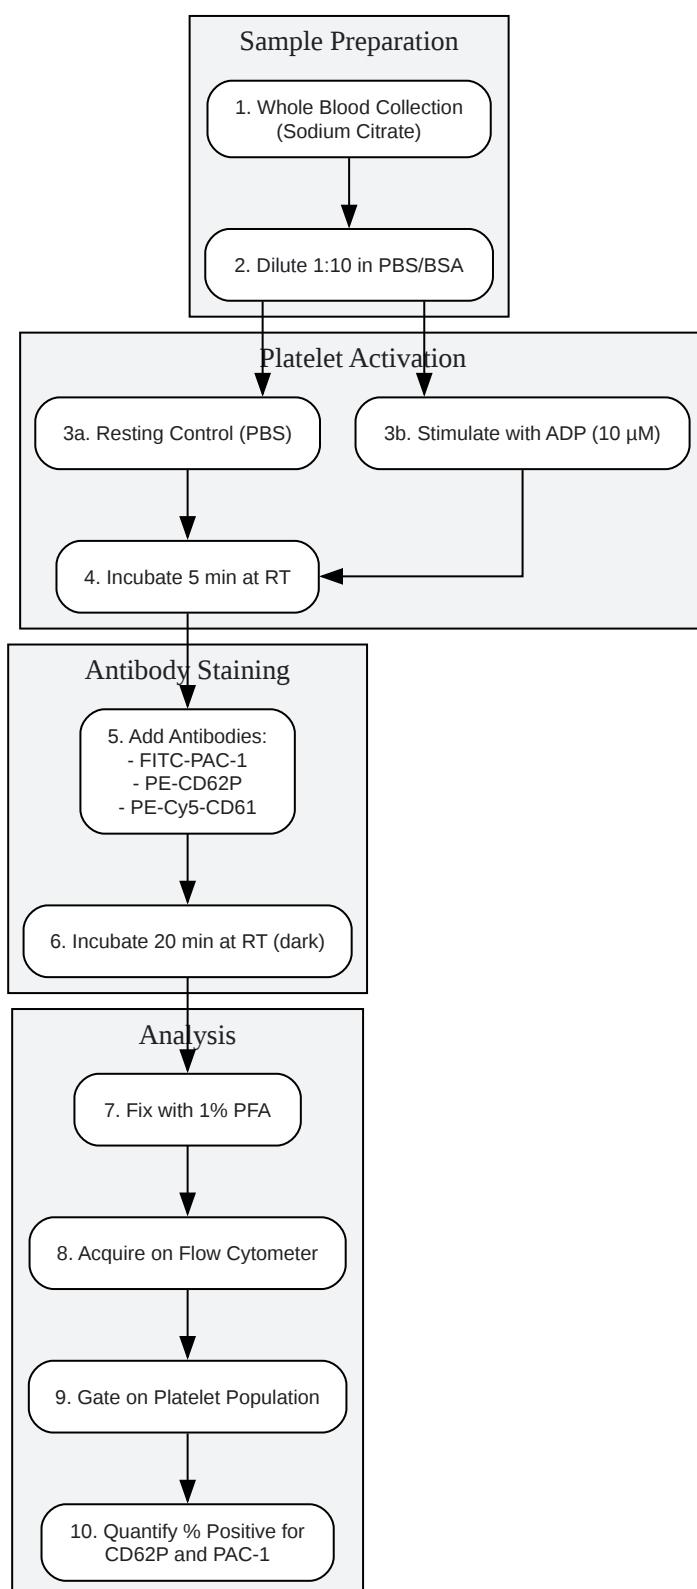 Sample Preparation
1. Whole Blood Collection
(Sodium Citrate)
2. Dilute 1:10 in PBS/BSA
Platelet Activation
3a. Resting Control (PBS)
3b. Stimulate with ADP (10 µM)
4. Incubate 5 min at RT
Antibody Staining
5. Add Antibodies:
- FITC-PAC-1
- PE-CD62P
- PE-Cy5-CD61
6. Incubate 20 min at RT (dark)
Analysis
7. Fix with 1% PFA
8. Acquire on Flow Cytometer
9. Gate on Platelet Population
10. Quantify % Positive for
CD62P and PAC-1